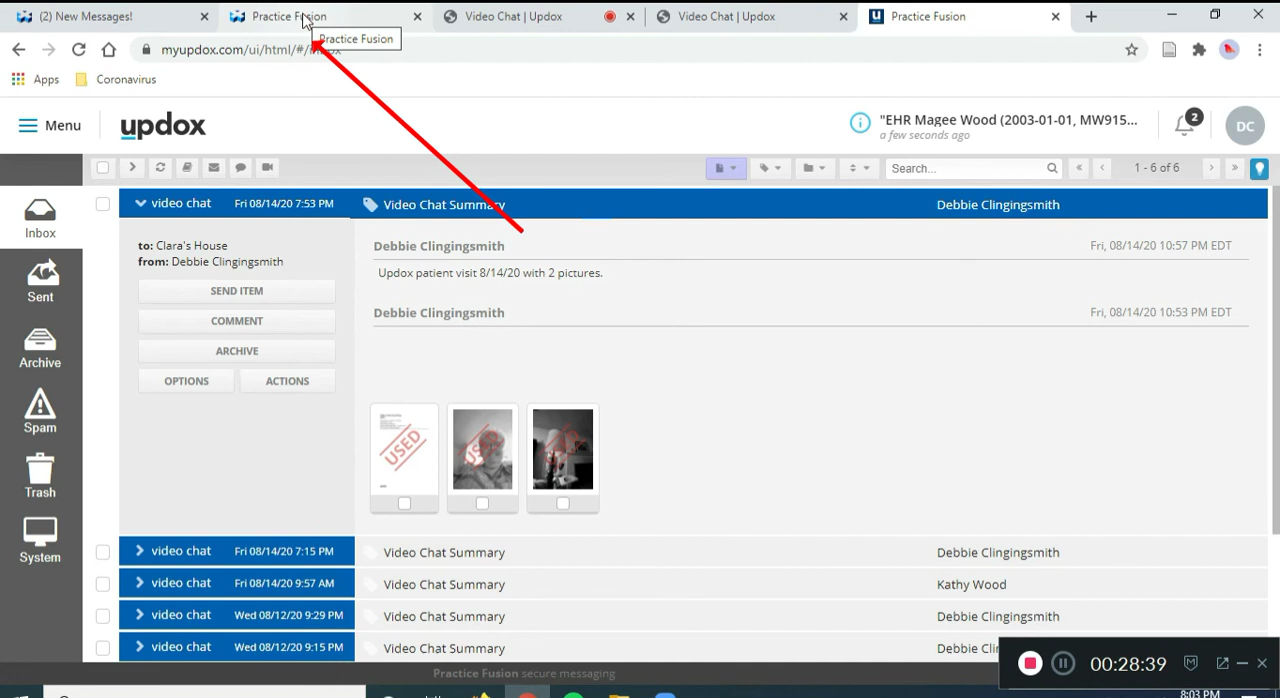 (2) New Messages!
Practice Fusion
Video Chat | Updox
Video Chat | Updox
Practice Fusion
Practice Fusion
myupdox.com/ui/html/#/inbox
Apps
Coronavirus
Menu
updox
"EHR Magee Wood (2003-01-01, MW915...
a few seconds ago
2
DC
Search...
1 - 6 of 6
Inbox
Sent
Archive
Spam
Trash
System
video chat Fri 08/14/20 7:53 PM Video Chat Summary Debbie Clingingsmith
to: Clara's House
from: Debbie Clingingsmith
SEND ITEM
COMMENT
ARCHIVE
OPTIONS ACTIONS
Debbie Clingingsmith Fri, 08/14/20 10:57 PM EDT
Updox patient visit 8/14/20 with 2 pictures.
Debbie Clingingsmith Fri, 08/14/20 10:53 PM EDT
USED
USED
USED
video chat Fri 08/14/20 7:15 PM Video Chat Summary Debbie Clingingsmith
video chat Fri 08/14/20 9:57 AM Video Chat Summary Kathy Wood
video chat Wed 08/12/20 9:29 PM Video Chat Summary Debbie Clingingsmith
video chat Wed 08/12/20 9:15 PM Video Chat Summary Debbie
Practice Fusion secure messaging
00:28:39
8:03 PM